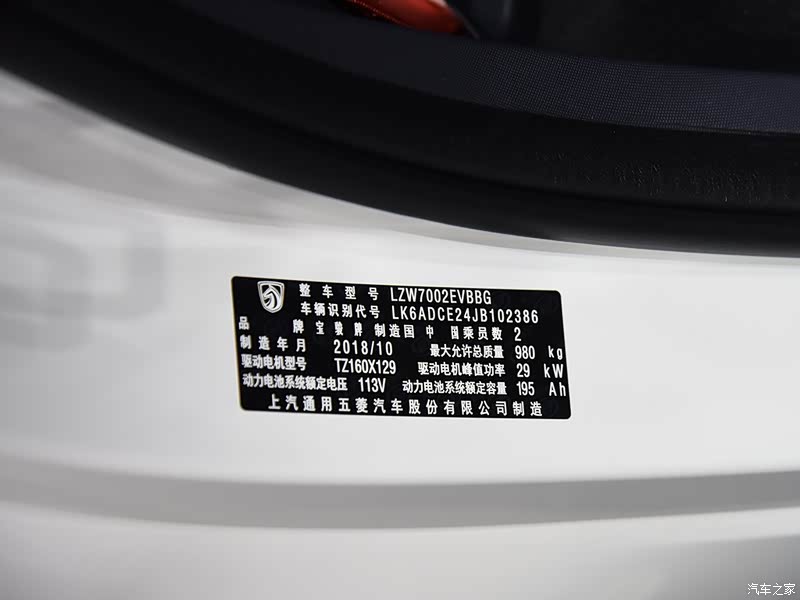 整车型号 LZW7002EVBBG
车辆识别代号 LK6ADCE24JB102386
品 牌 宝骏牌 制造国 中 国 乘员数 2
制造年月 2018/10 最大允许总质量 980 kg
驱动电机型号 TZ160X129 驱动电机峰值功率 29 kW
动力电池系统额定电压 113V 动力电池系统额定容量 195 Ah
上汽通用五菱汽车股份有限公司制造
汽车之家